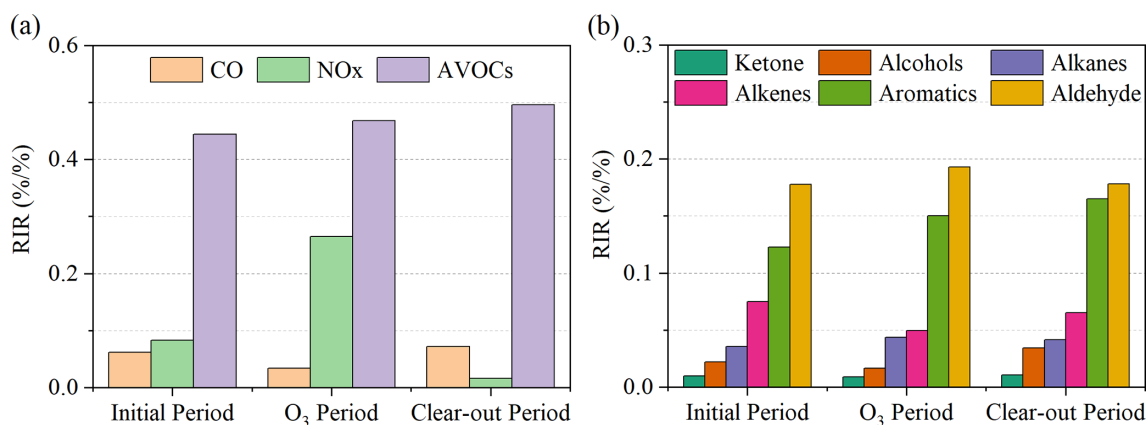 (a)
0.6
0.4
0.2
0.0
RIR (%/%)
CO NOx AVOCs
Initial Period O₃ Period Clear-out Period
(b)
0.3
0.2
0.1
0.0
RIR (%/%)
Ketone Alcohols Alkanes
Alkenes Aromatics Aldehyde
Initial Period O₃ Period Clear-out Period